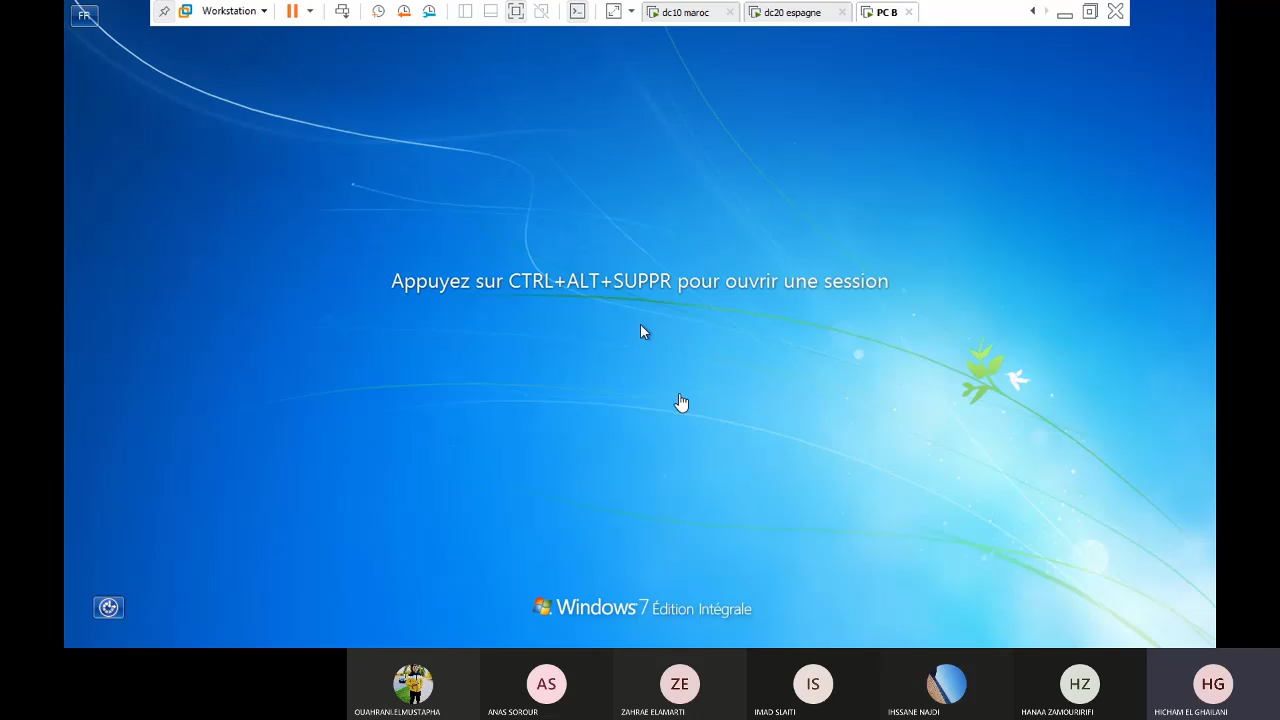 FR
Workstation
dc10 maroc
dc20 espagne
PC B
Appuyez sur CTRL+ALT+SUPPR pour ouvrir une session
Windows 7 Édition Intégrale
AS
ZE
IS
HZ
HG
OUAHRANI.ELMUSTAPHA
ANAS SOROUR
ZAHRAE ELAMARTI
IMAD SLAITI
IHSSANE NAJDI
HANAA ZAMOURIRIFI
HICHAM EL GHAILANI